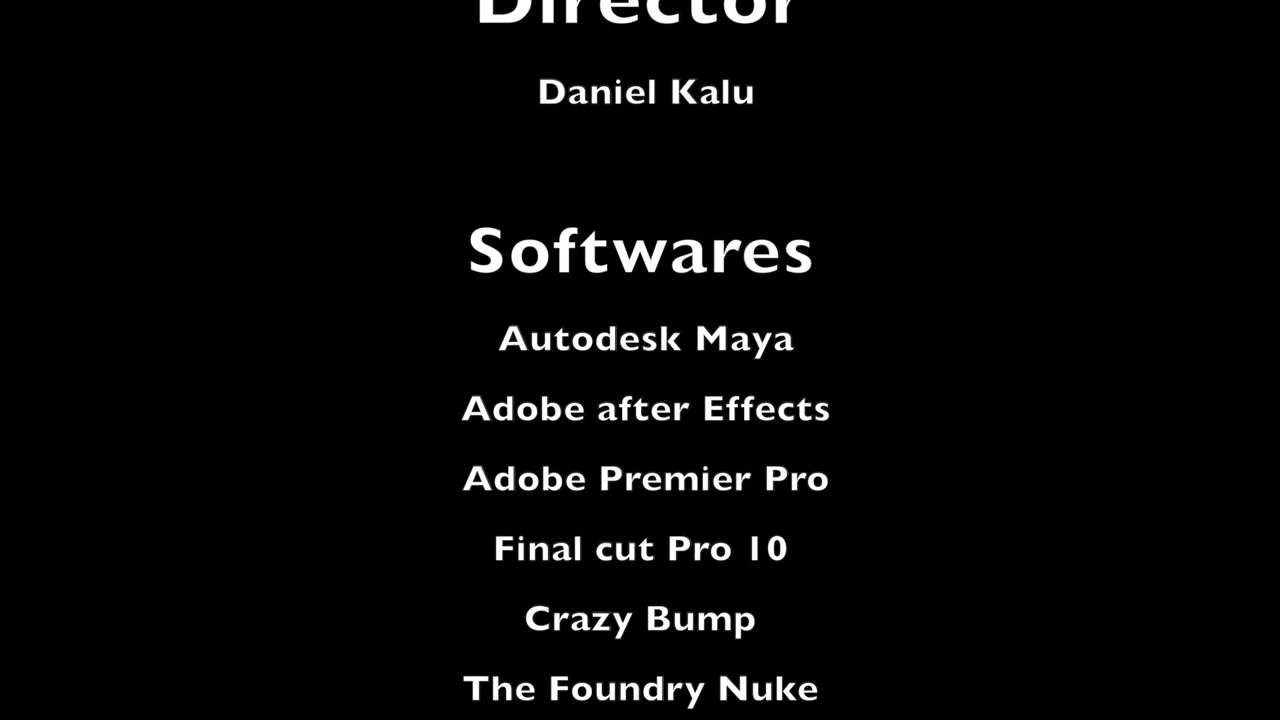 Director
Daniel Kalu
Softwares
Autodesk Maya
Adobe after Effects
Adobe Premier Pro
Final cut Pro 10
Crazy Bump
The Foundry Nuke